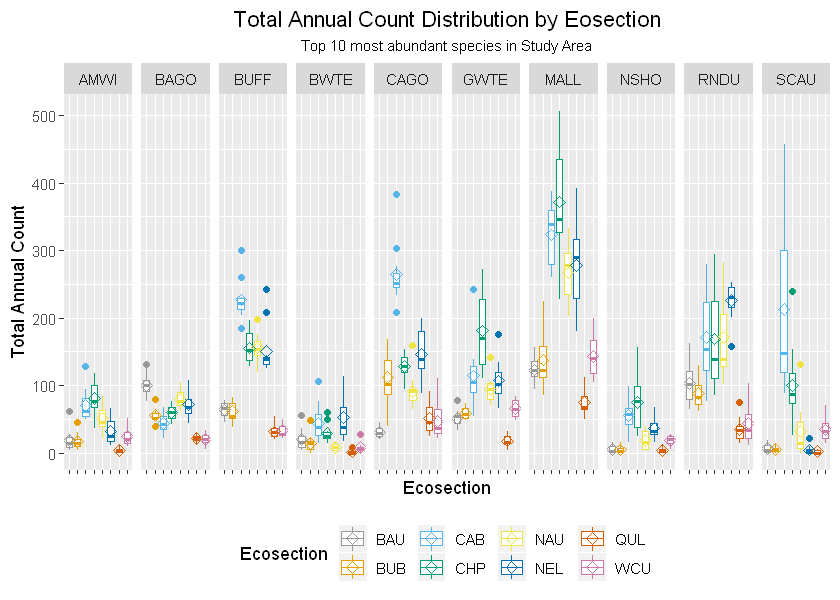 Total Annual Count Distribution by Eosection
Top 10 most abundant species in Study Area
AMWI BAGO BUFF BWTE CAGO GWTE MALL NSHO RNDU SCAU
Total Annual Count
500
400
300
200
100
0
Ecosection
Ecosection
BAU CAB NAU QUL
BUB CHP NEL WCU